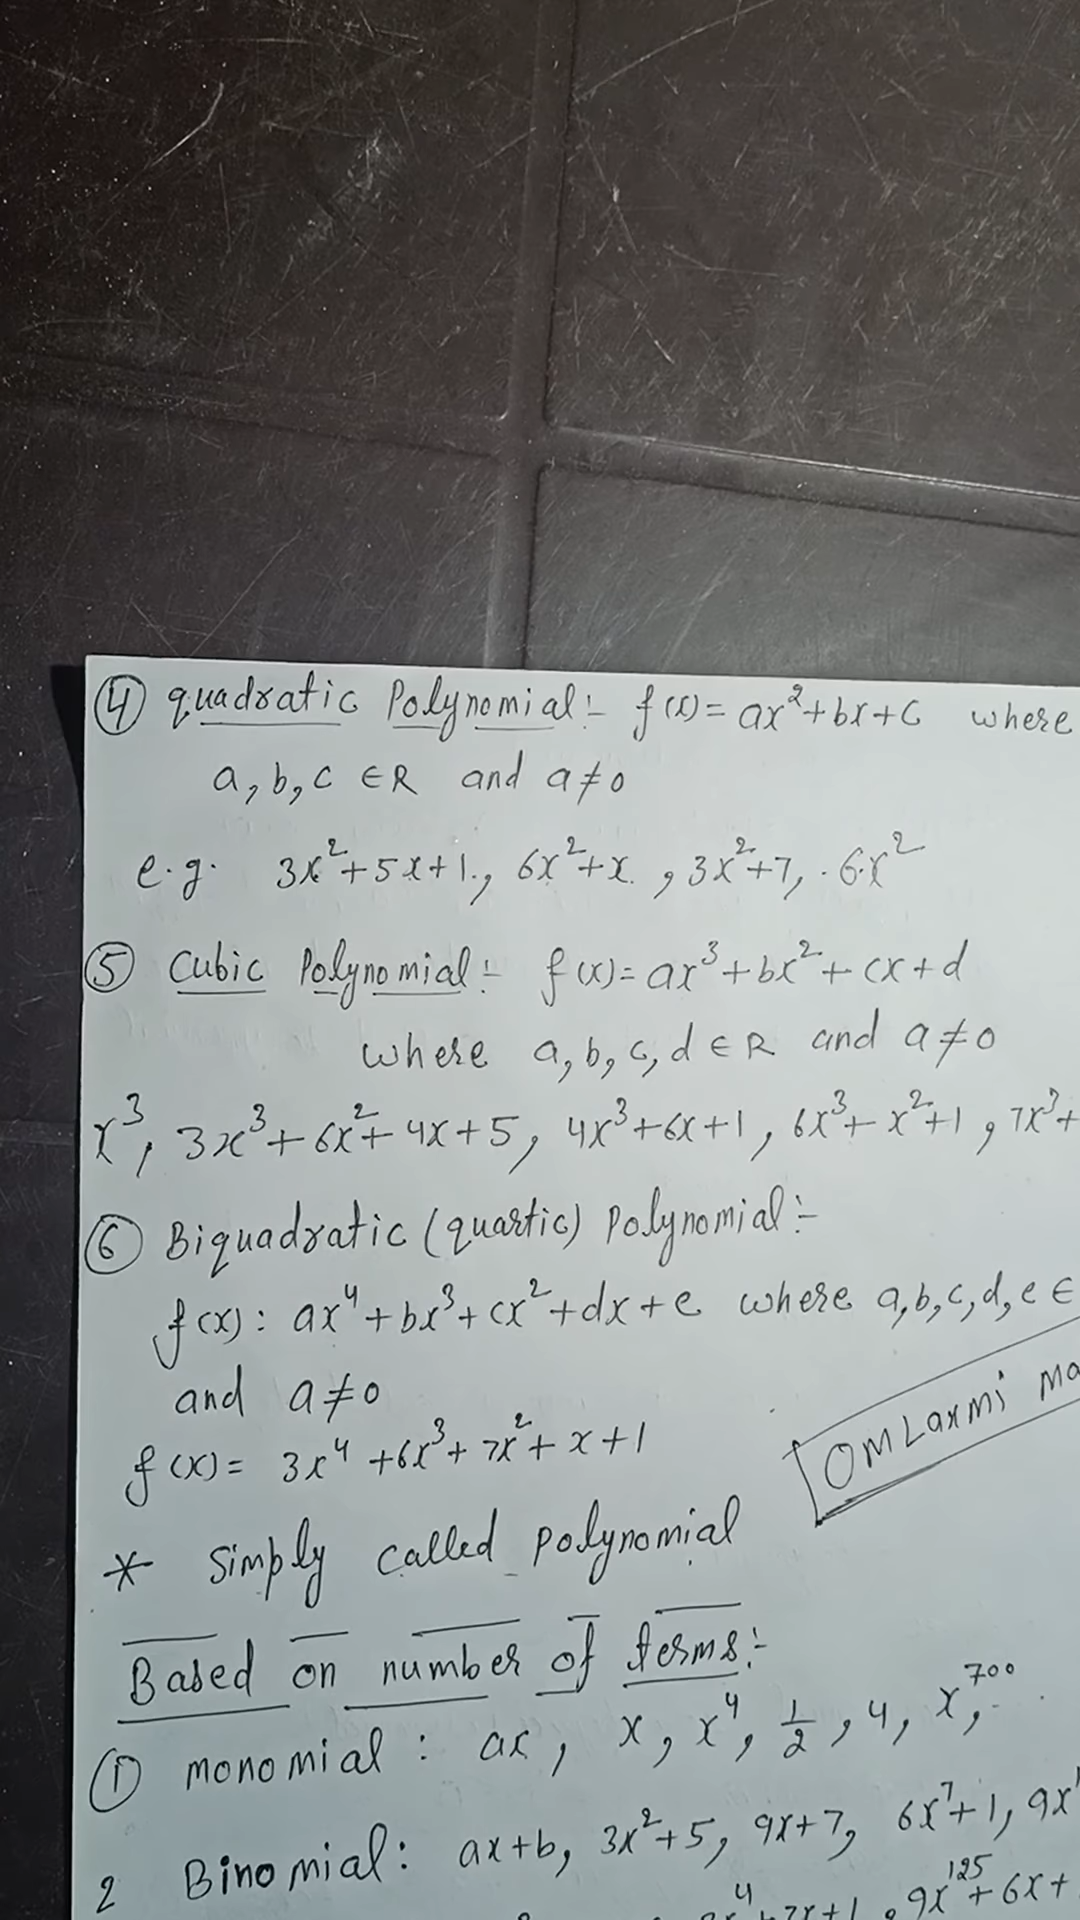 ④ quadratic Polynomial:- f(x)= ax²+bx+c where
a, b, c ∈R and a≠0
e.g. 3x²+5x+1, 6x²+x, 3x²+7, 6x²
⑤ Cubic Polynomial:- f(x)= ax³+bx²+cx+d
where a, b, c, d ∈ R and a≠0
x³, 3x³+6x²+4x+5, 4x³+6x+1, 6x³+x²+1, 7x³+
⑥ Biquadratic (quartic) Polynomial:-
f(x): ax⁴+bx³+cx²+dx+e where a,b,c,d,e ∈
and a≠0
f(x)= 3x⁴+6x³+7x²+x+1
OM Laxmi Ma
* Simply called polynomial
Based on number of terms:-
① monomial: ax, x, x⁴, 1/2, 4, x⁷⁰⁰,
2 Binomial: ax+b, 3x²+5, 9x+7, 6x⁷+1, 9x
+7x+1, 9x¹²⁵+6x+